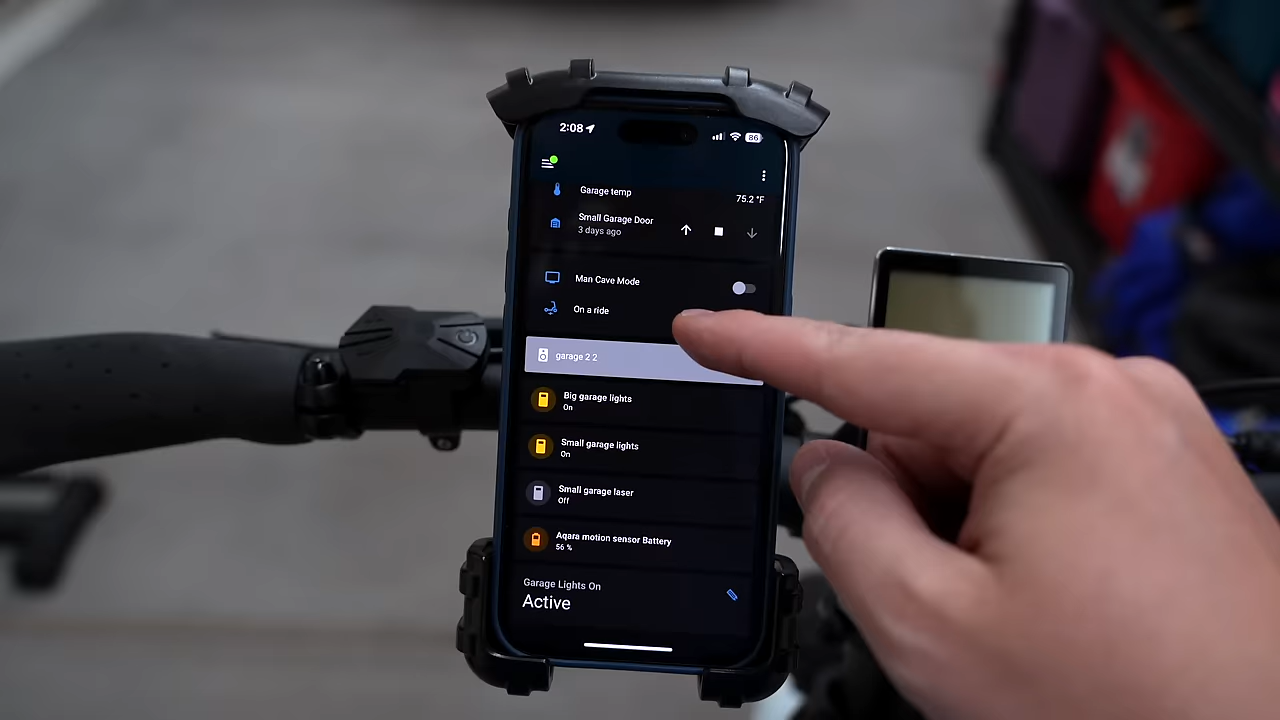 2:08
86
Garage temp
75.2 °F
Small Garage Door
3 days ago
Man Cave Mode
On a ride
garage 2 2
Big garage lights
On
Small garage lights
On
Small garage laser
Off
Aqara motion sensor Battery
56 %
Garage Lights On
Active